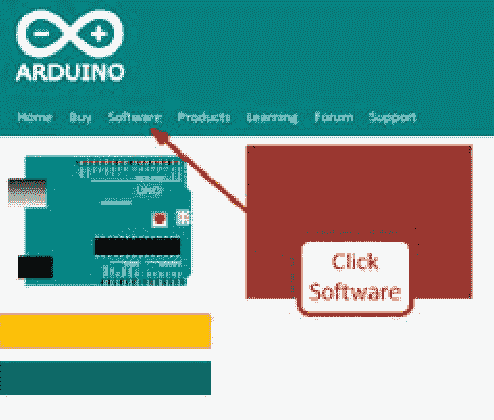 ARDUINO
Home Buy Software Products Learning Forum Support
UNO
Click
Software